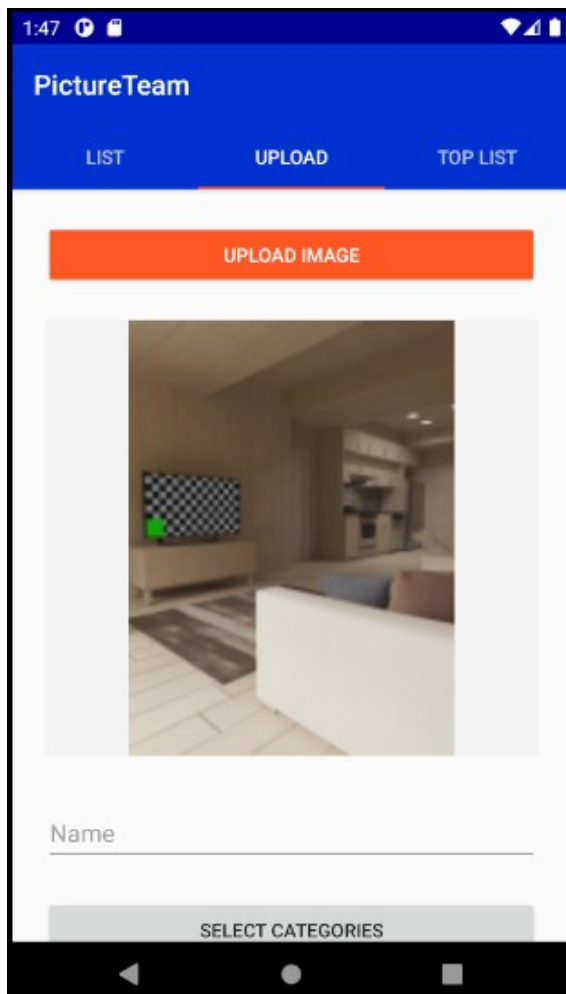 1:47
PictureTeam
LIST UPLOAD TOP LIST
UPLOAD IMAGE
Name
SELECT CATEGORIES